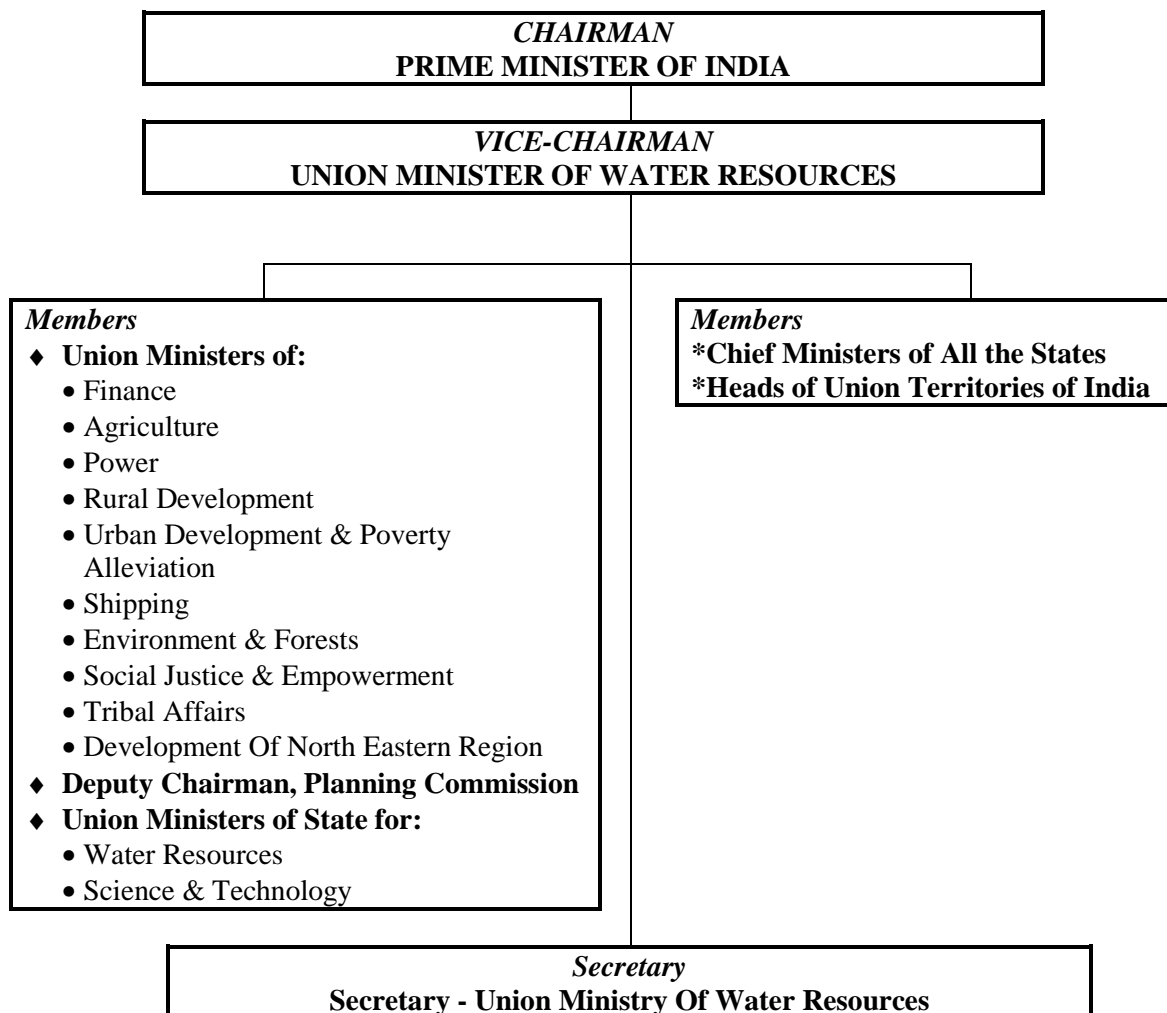 CHAIRMAN
PRIME MINISTER OF INDIA
VICE-CHAIRMAN
UNION MINISTER OF WATER RESOURCES
Members
♦ Union Ministers of:
• Finance
• Agriculture
• Power
• Rural Development
• Urban Development & Poverty
Alleviation
• Shipping
• Environment & Forests
• Social Justice & Empowerment
• Tribal Affairs
• Development Of North Eastern Region
♦ Deputy Chairman, Planning Commission
♦ Union Ministers of State for:
• Water Resources
• Science & Technology
Members
*Chief Ministers of All the States
*Heads of Union Territories of India
Secretary
Secretary - Union Ministry Of Water Resources